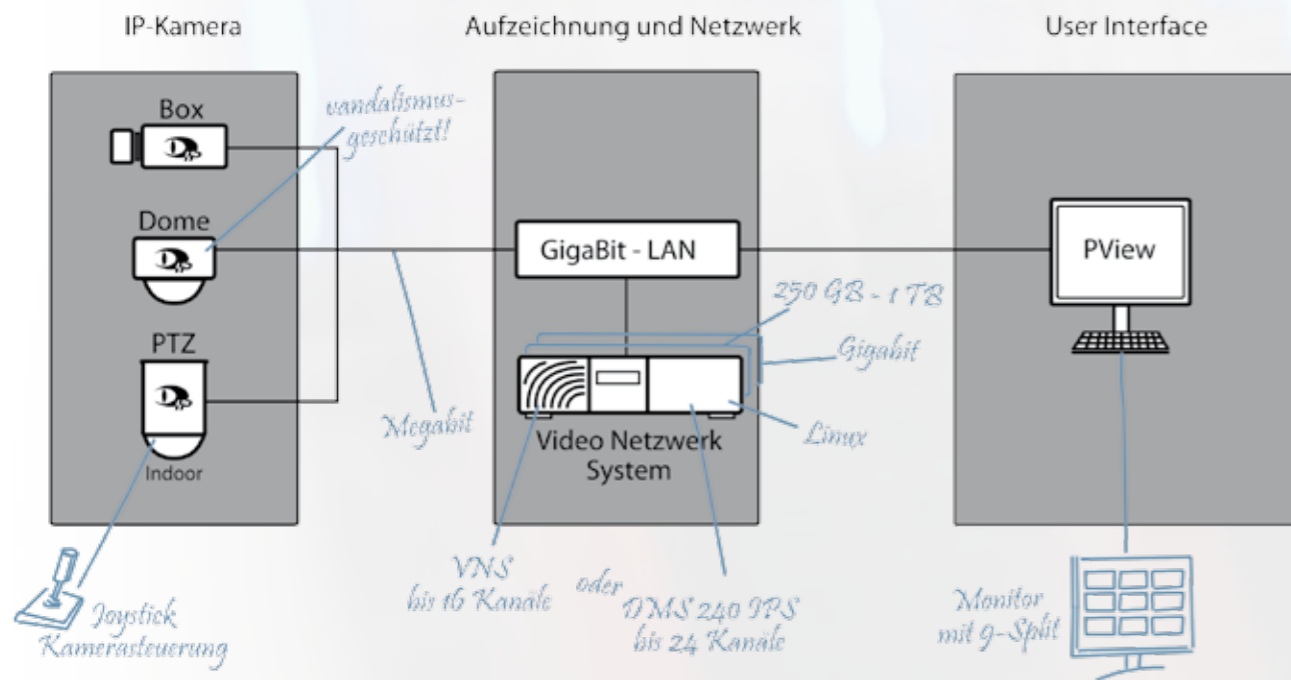 IP-Kamera
Aufzeichnung und Netzwerk
User Interface
Box
vandalismus-
geschützt!
Dome
PTZ
Indoor
Megabit
GigaBit - LAN
250 GB - 1 TB
Gigabit
Linux
Video Netzwerk
System
PView
Joystick
Kamerasteuerung
VNS
bis 16 Kanäle
oder
DMS 240 IPS
bis 24 Kanäle
Monitor
mit 9-Split